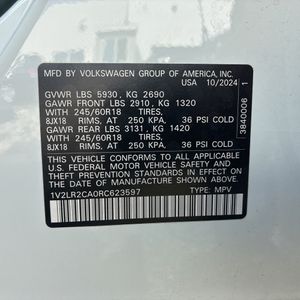 MFD. BY VOLKSWAGEN GROUP OF AMERICA, INC.
USA 10/2024
GVWR LBS 5930, KG 2690
GAWR FRONT LBS 2910, KG 1320
WITH 245/60R18 TIRES,
8JX18 RIMS, AT 250 KPA, 36 PSI COLD
GAWR REAR LBS 3131, KG 1420
WITH 245/60R18 TIRES,
8JX18 RIMS, AT 250 KPA, 36 PSI COLD
THIS VEHICLE CONFORMS TO ALL APPLICABLE
U.S. FEDERAL MOTOR VEHICLE SAFETY AND
THEFT PREVENTION STANDARDS IN EFFECT ON THE
DATE OF MANUFACTURE SHOWN ABOVE.
1V2LR2CA0RC623597 TYPE: MPV
3840006 1